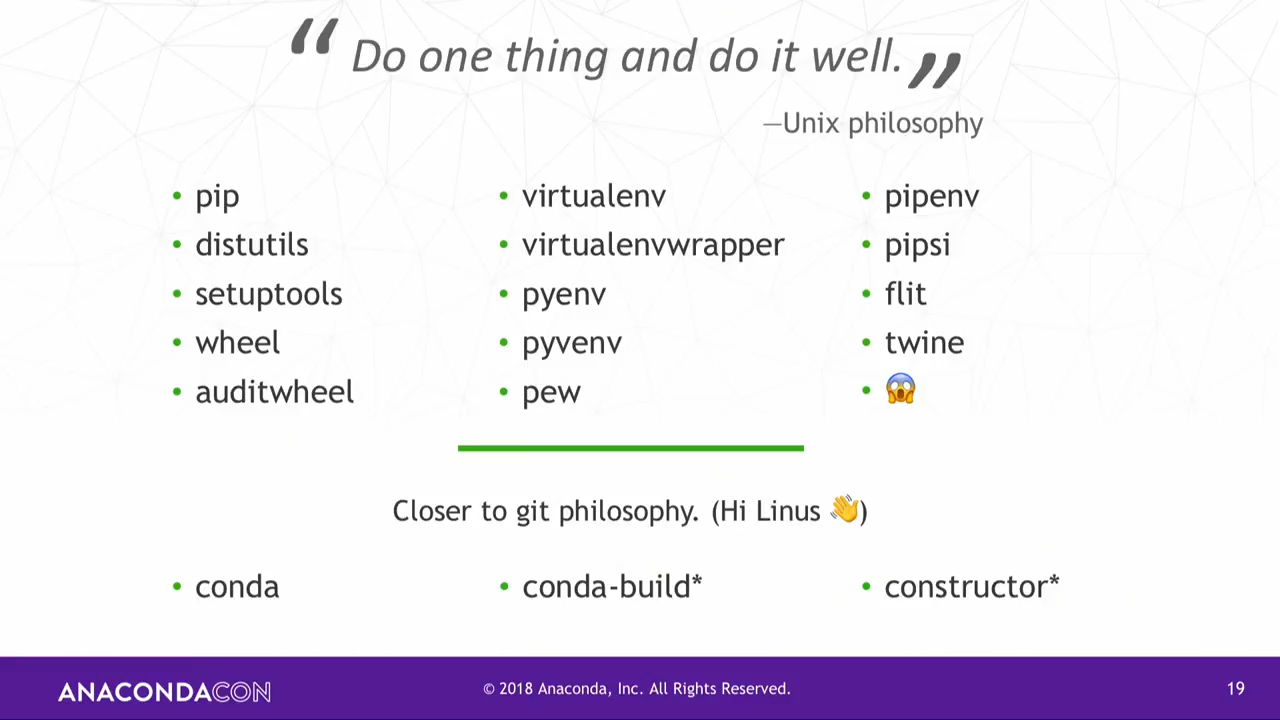 “ Do one thing and do it well. ”
—Unix philosophy
• pip
• distutils
• setuptools
• wheel
• auditwheel
• virtualenv
• virtualenvwrapper
• pyenv
• pyvenv
• pew
• pipenv
• pipsi
• flit
• twine
• 😱
Closer to git philosophy. (Hi Linus 👋)
• conda
• conda-build*
• constructor*
ANACONDACON
© 2018 Anaconda, Inc. All Rights Reserved.
19